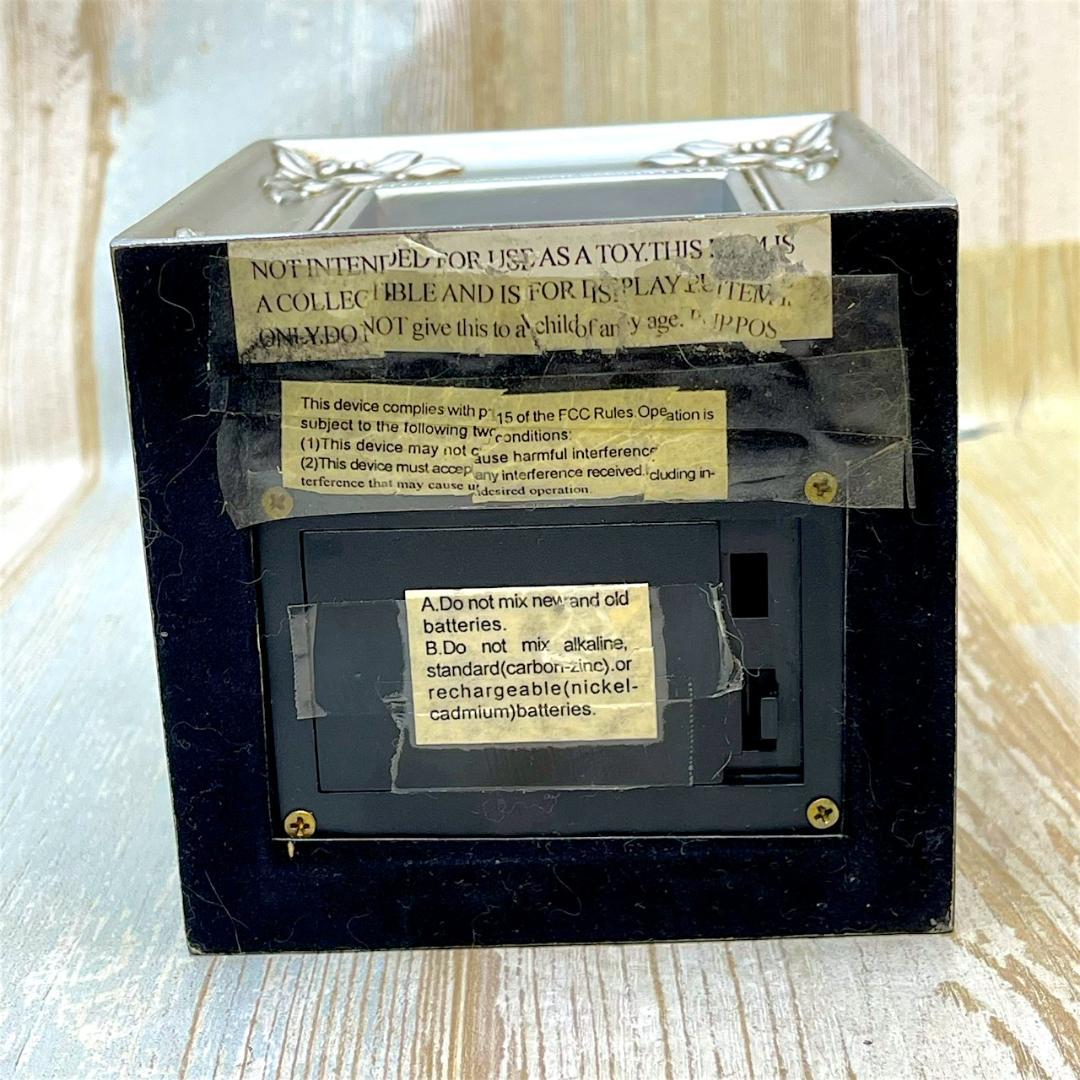 NOT INTENDED FOR USE AS A TOY.THIS IS
A COLLECTIBLE AND IS FOR DISPLAY
ONLY.DO NOT give this to a child of any age.
This device complies with 15 of the FCC Rules.Operation is
subject to the following two conditions:
(1)This device may not cause harmful interference
(2)This device must accept any interference received.including in-
terference that may cause undesired operation.
A.Do not mix new and old
batteries.
B.Do not mix alkaline,
standard(carbon-zinc).or
rechargeable(nickel-
cadmium)batteries.